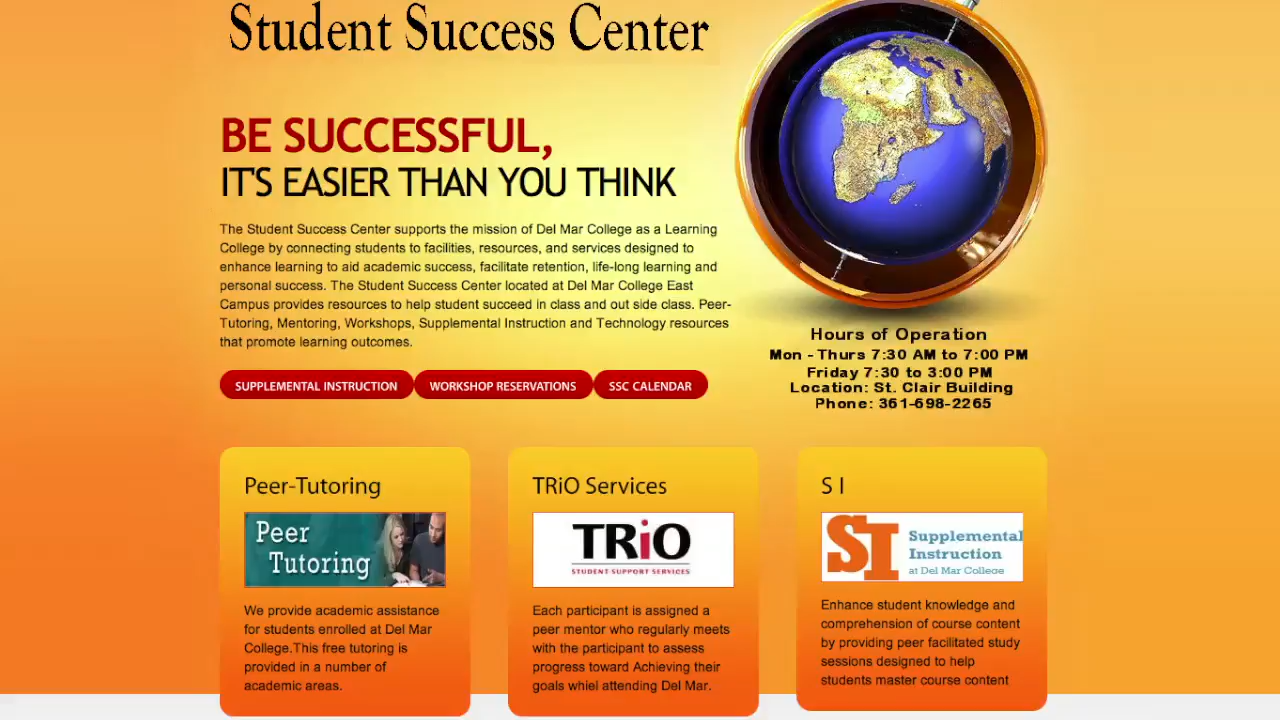 Student Success Center
BE SUCCESSFUL,
IT'S EASIER THAN YOU THINK
The Student Success Center supports the mission of Del Mar College as a Learning
College by connecting students to facilities, resources, and services designed to
enhance learning to aid academic success, facilitate retention, life-long learning and
personal success. The Student Success Center located at Del Mar College East
Campus provides resources to help student succeed in class and out side class. Peer-
Tutoring, Mentoring, Workshops, Supplemental Instruction and Technology resources
that promote learning outcomes.
SUPPLEMENTAL INSTRUCTION
WORKSHOP RESERVATIONS
SSC CALENDAR
Hours of Operation
Mon - Thurs 7:30 AM to 7:00 PM
Friday 7:30 to 3:00 PM
Location: St. Clair Building
Phone: 361-698-2265
Peer-Tutoring
Peer
Tutoring
We provide academic assistance
for students enrolled at Del Mar
College.This free tutoring is
provided in a number of
academic areas.
TRiO Services
TRiO
STUDENT SUPPORT SERVICES
Each participant is assigned a
peer mentor who regularly meets
with the participant to assess
progress toward Achieving their
goals whiel attending Del Mar.
S I
SI
Supplemental
Instruction
at Del Mar College
Enhance student knowledge and
comprehension of course content
by providing peer facilitated study
sessions designed to help
students master course content